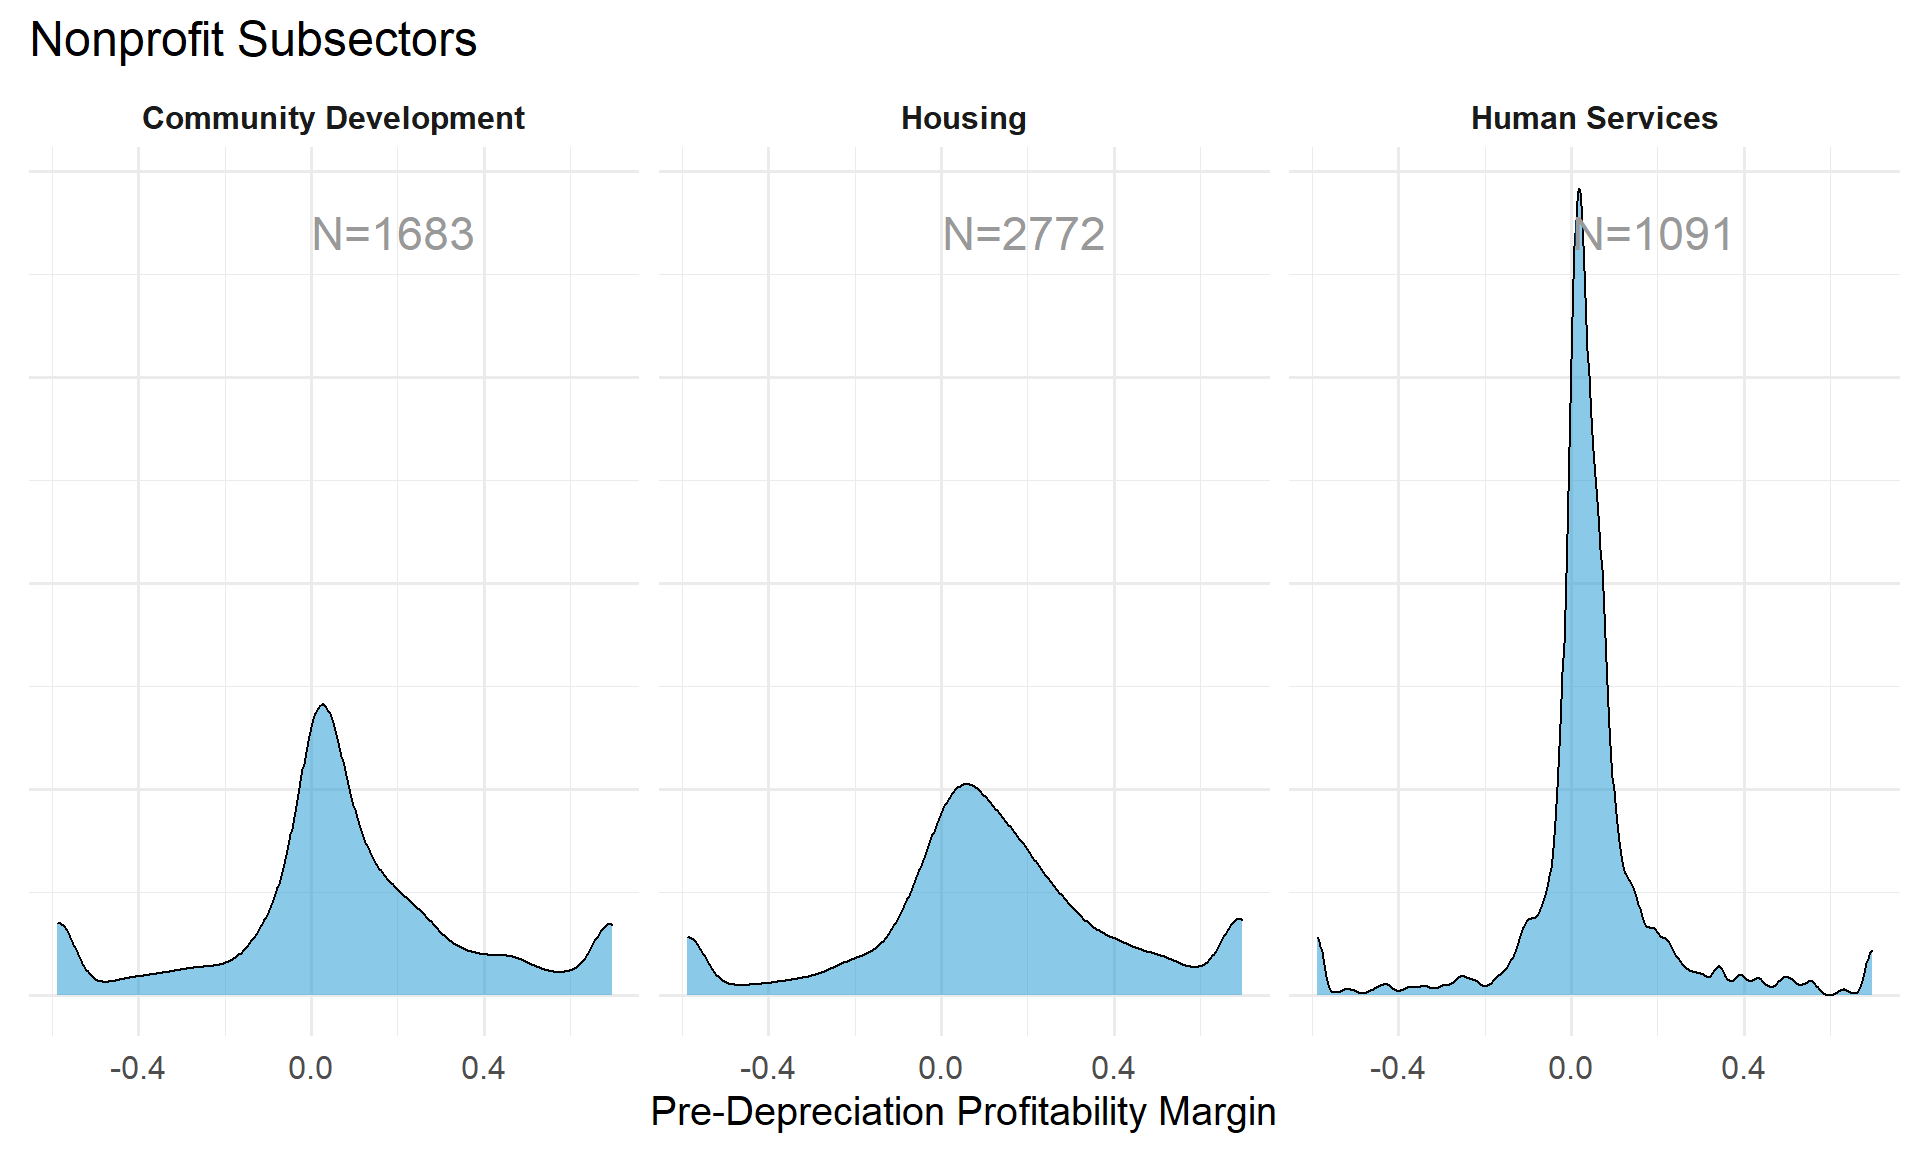 Nonprofit Subsectors
Community Development Housing Human Services
N=1683 N=2772 N=1091
-0.4 0.0 0.4 -0.4 0.0 0.4 -0.4 0.0 0.4
Pre-Depreciation Profitability Margin